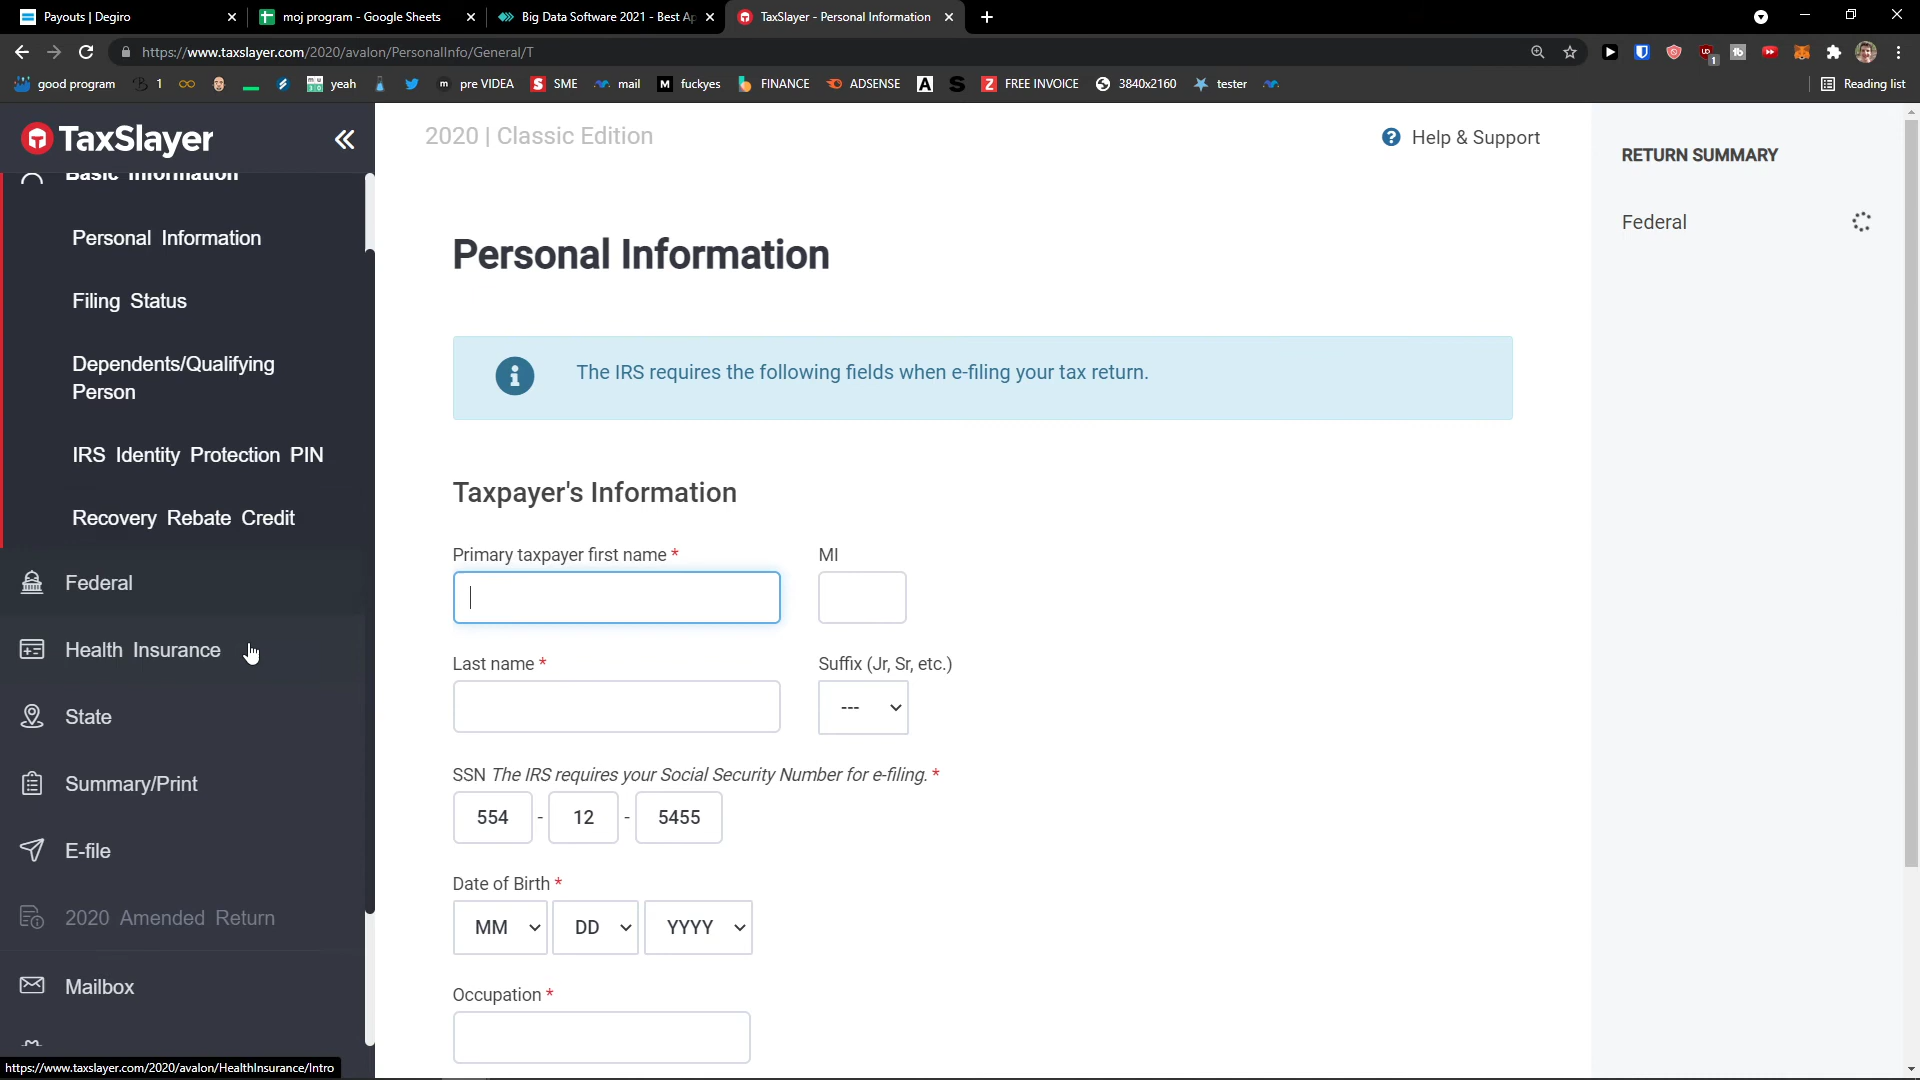 Payouts | Degiro
moj program - Google Sheets
Big Data Software 2021 - Best Ap
TaxSlayer - Personal Information
https://www.taxslayer.com/2020/avalon/PersonalInfo/General/T
good program
1
yeah
pre VIDEA
SME
mail
fuckyes
FINANCE
ADSENSE
FREE INVOICE
3840x2160
tester
Reading list
TaxSlayer
Basic Information
Personal Information
Filing Status
Dependents/Qualifying
Person
IRS Identity Protection PIN
Recovery Rebate Credit
Federal
Health Insurance
State
Summary/Print
E-file
2020 Amended Return
Mailbox
https://www.taxslayer.com/2020/avalon/HealthInsurance/Intro
2020 | Classic Edition
Help & Support
Personal Information
The IRS requires the following fields when e-filing your tax return.
Taxpayer's Information
Primary taxpayer first name *
MI
Last name *
Suffix (Jr, Sr, etc.)
---
SSN The IRS requires your Social Security Number for e-filing. *
554 - 12 - 5455
Date of Birth *
MM DD YYYY
Occupation *
RETURN SUMMARY
Federal